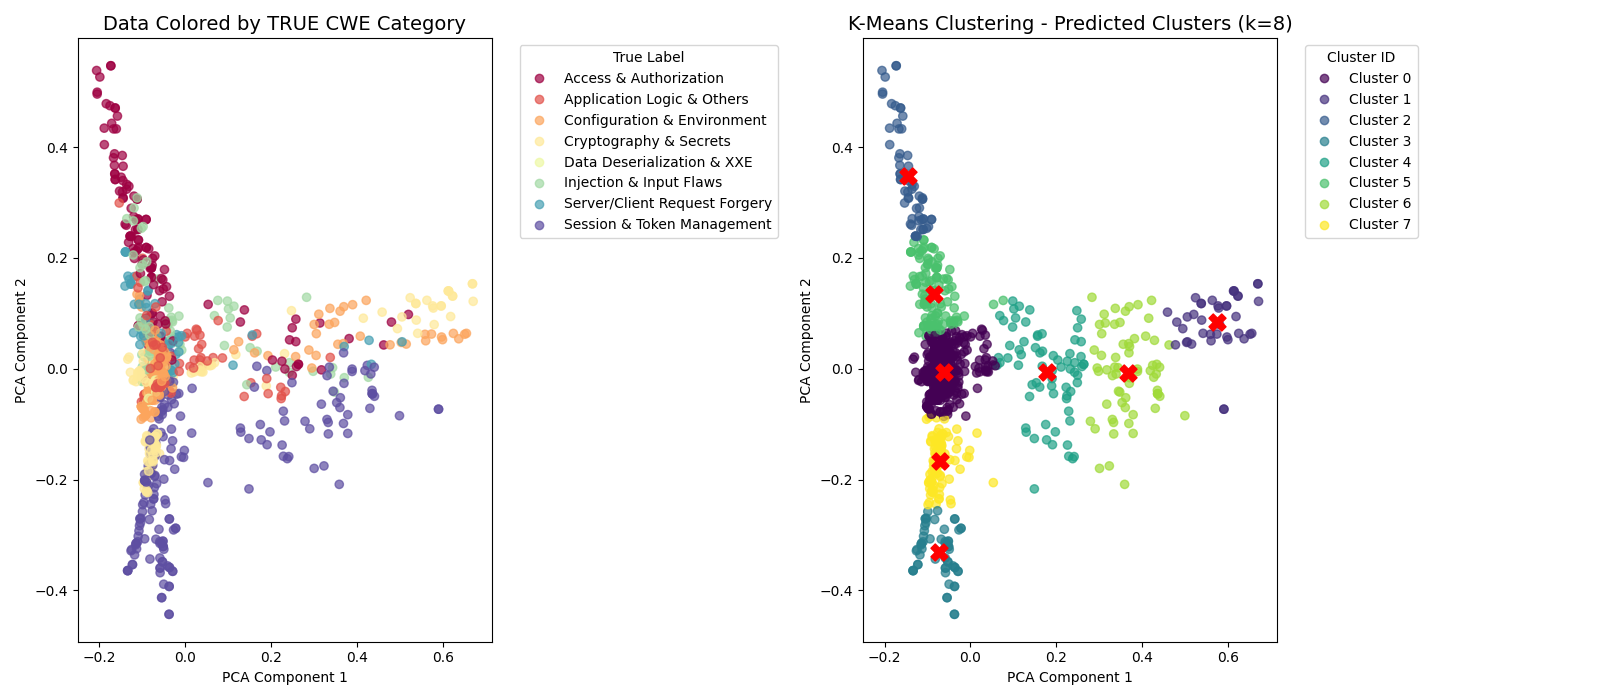 Data Colored by TRUE CWE Category
PCA Component 2
0.4
0.2
0.0
−0.2
−0.4
−0.2
0.0
0.2
0.4
0.6
PCA Component 1
True Label
Access & Authorization
Application Logic & Others
Configuration & Environment
Cryptography & Secrets
Data Deserialization & XXE
Injection & Input Flaws
Server/Client Request Forgery
Session & Token Management
K-Means Clustering - Predicted Clusters (k=8)
PCA Component 2
0.4
0.2
0.0
−0.2
−0.4
−0.2
0.0
0.2
0.4
0.6
PCA Component 1
Cluster ID
Cluster 0
Cluster 1
Cluster 2
Cluster 3
Cluster 4
Cluster 5
Cluster 6
Cluster 7